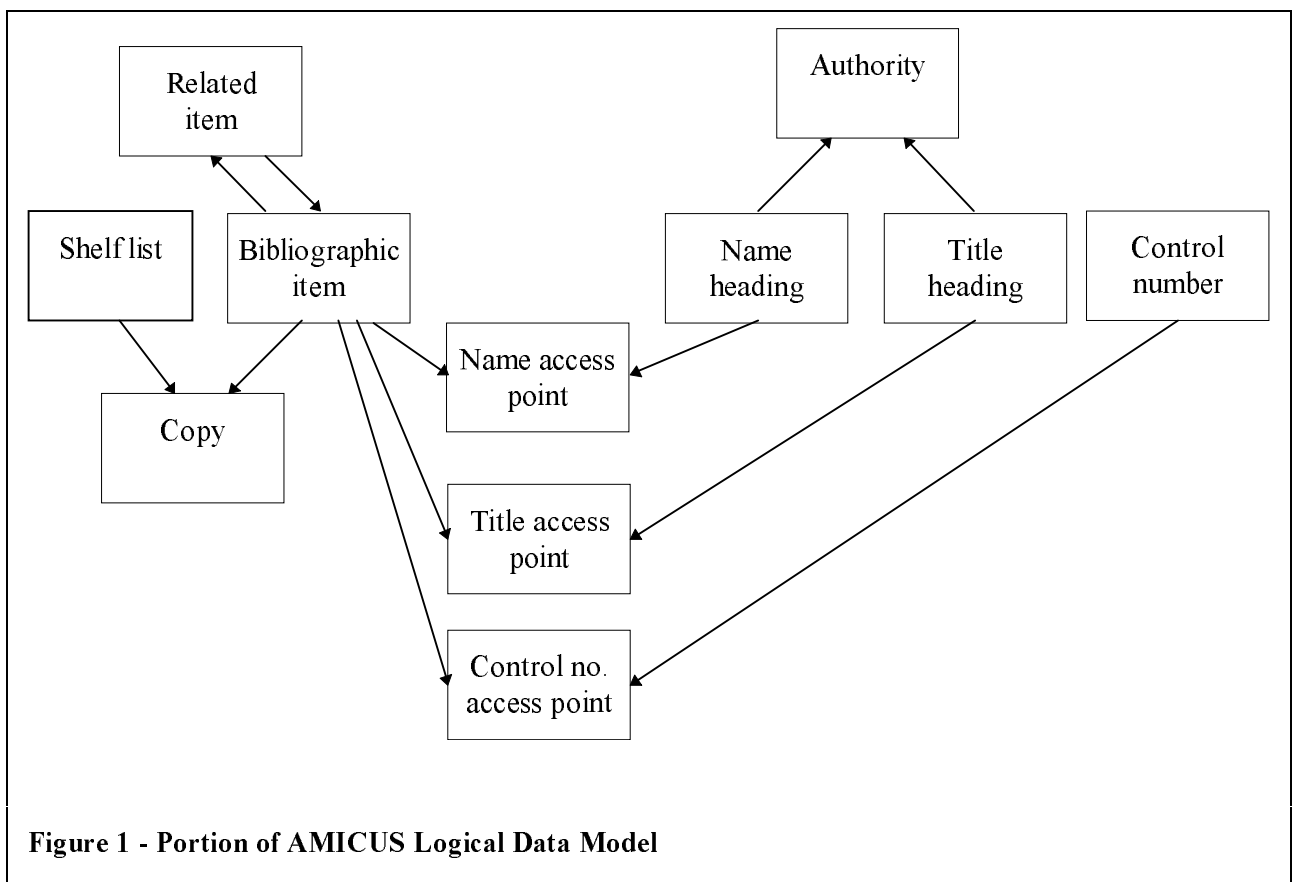 Related
item
Authority
Shelf list
Bibliographic
item
Name
heading
Title
heading
Control
number
Name access
point
Copy
Title access
point
Control no.
access point
Figure 1 - Portion of AMICUS Logical Data Model